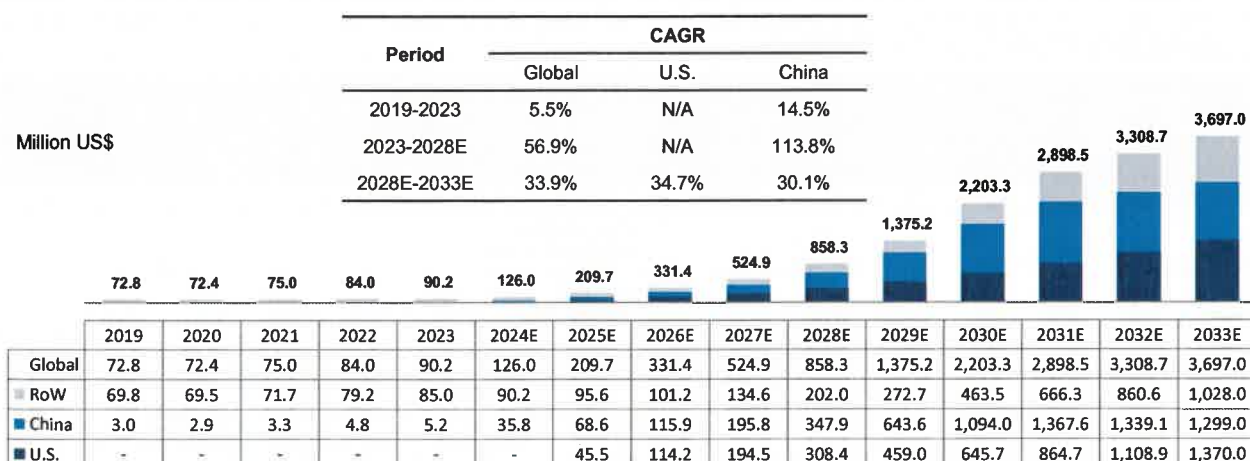 Period CAGR
Global U.S. China
2019-2023 5.5% N/A 14.5%
2023-2028E 56.9% N/A 113.8%
2028E-2033E 33.9% 34.7% 30.1%
Million US$
72.8 72.4 75.0 84.0 90.2 126.0 209.7 331.4 524.9 858.3 1,375.2 2,203.3 2,898.5 3,308.7 3,697.0
2019 2020 2021 2022 2023 2024E 2025E 2026E 2027E 2028E 2029E 2030E 2031E 2032E 2033E
Global 72.8 72.4 75.0 84.0 90.2 126.0 209.7 331.4 524.9 858.3 1,375.2 2,203.3 2,898.5 3,308.7 3,697.0
RoW 69.8 69.5 71.7 79.2 85.0 90.2 95.6 101.2 134.6 202.0 272.7 463.5 666.3 860.6 1,028.0
China 3.0 2.9 3.3 4.8 5.2 35.8 68.6 115.9 195.8 347.9 643.6 1,094.0 1,367.6 1,339.1 1,299.0
U.S. - - - - - - 45.5 114.2 194.5 308.4 459.0 645.7 864.7 1,108.9 1,370.0